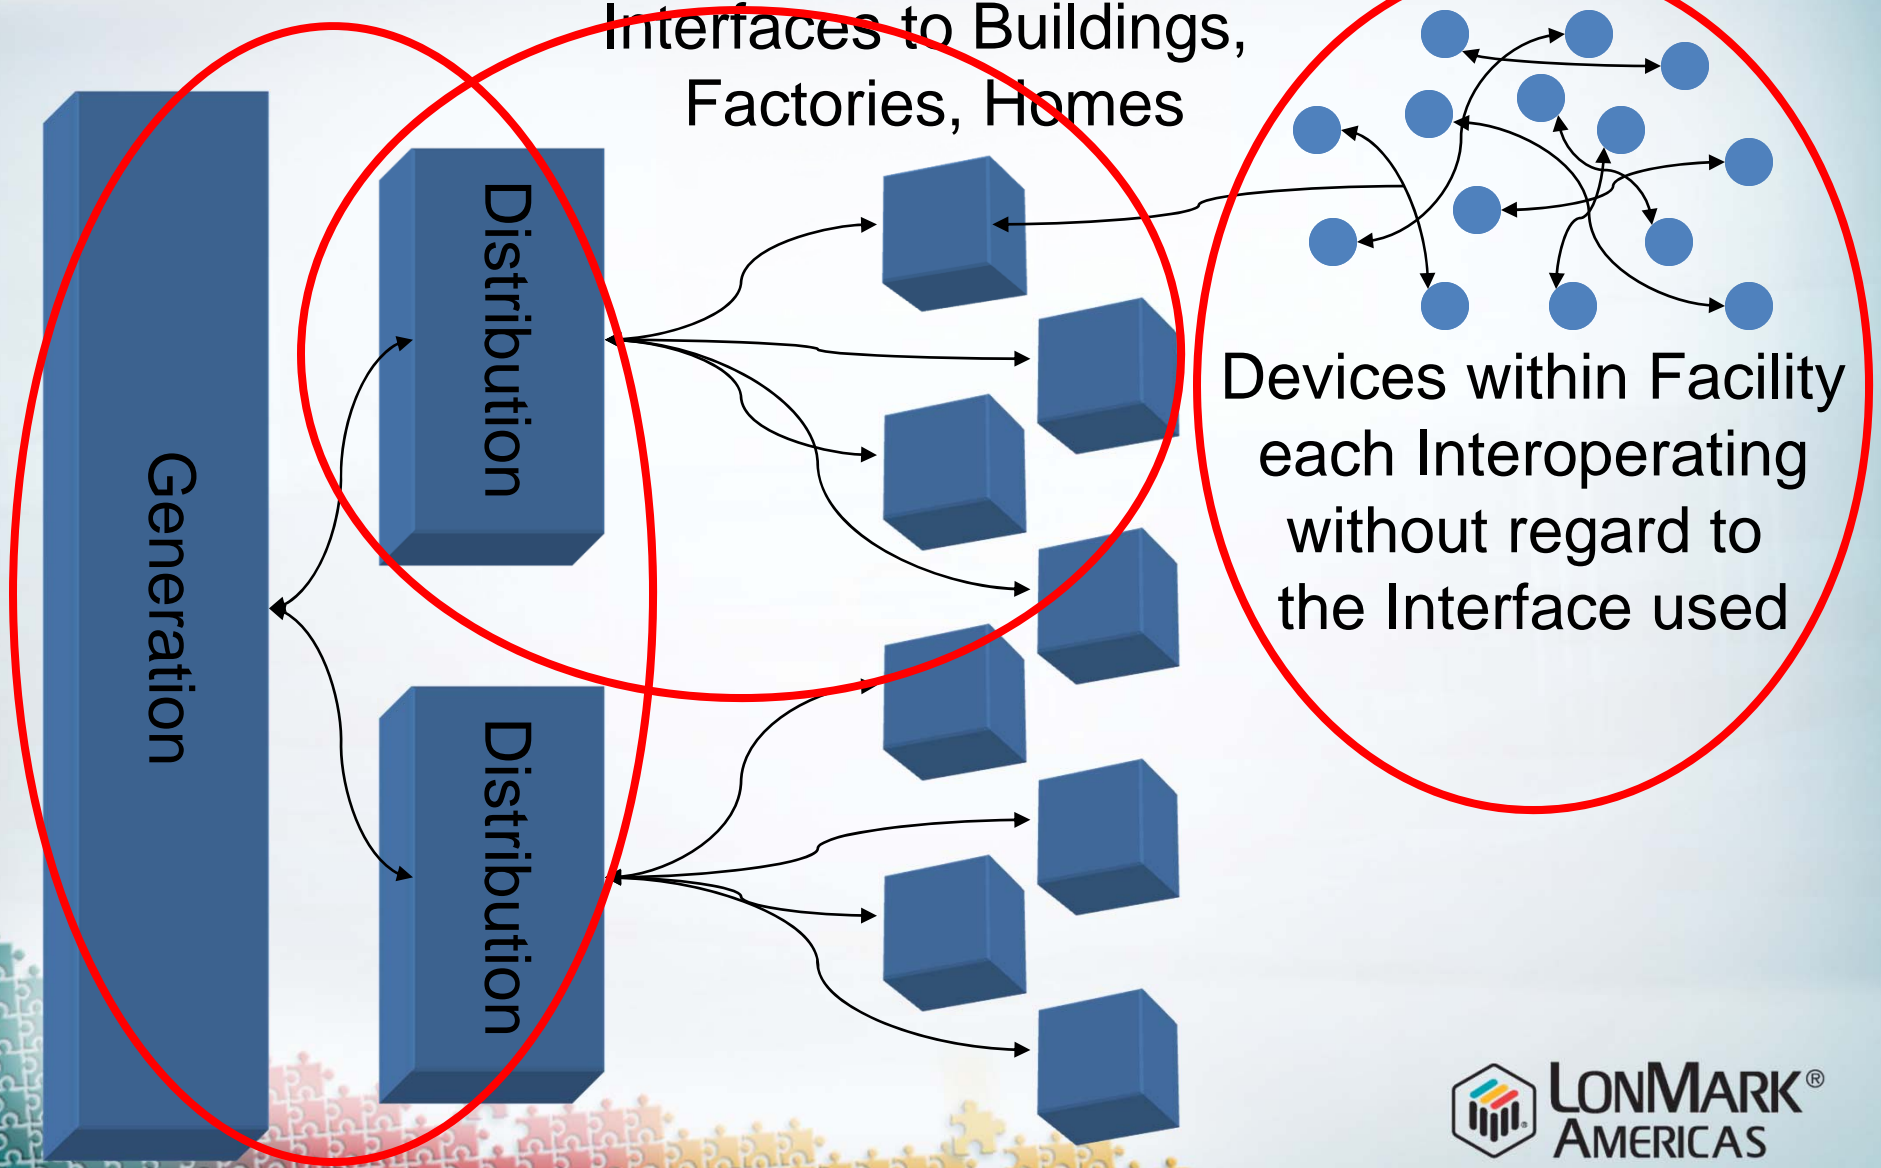 Interfaces to Buildings,
Factories, Homes
Generation
Distribution
Distribution
Devices within Facility
each Interoperating
without regard to
the Interface used
LONMARK®
AMERICAS